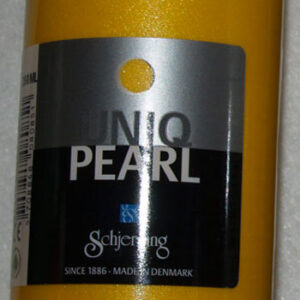 UNIQ
PEARL
Schjerning
SINCE 1886 - MADE IN DENMARK